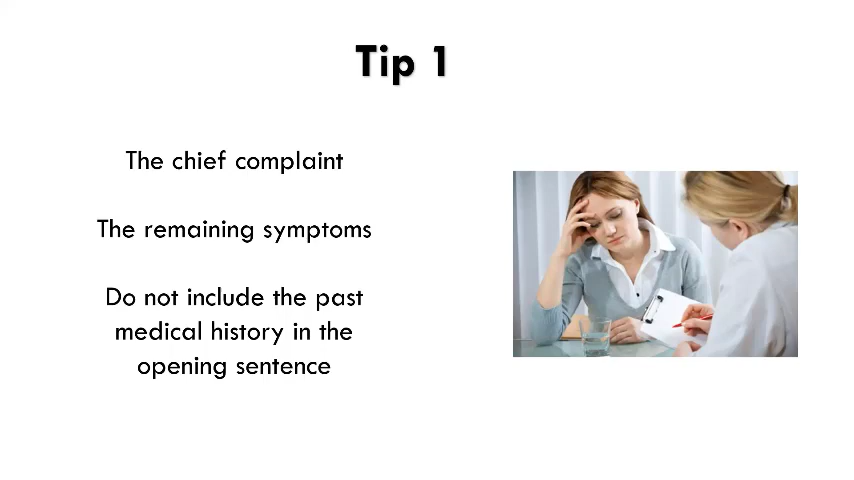 Tip 1
The chief complaint
The remaining symptoms
Do not include the past
medical history in the
opening sentence